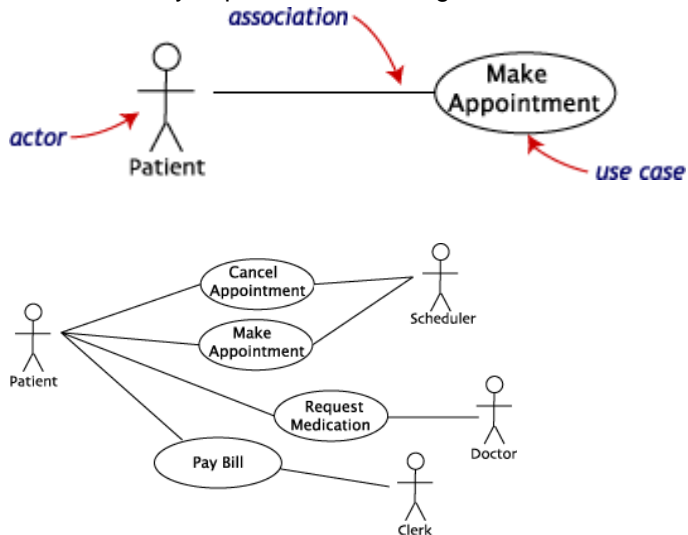 association
Make
Appointment
actor
Patient
use case
Cancel
Appointment
Scheduler
Make
Appointment
Patient
Request
Medication
Doctor
Pay Bill
Clerk